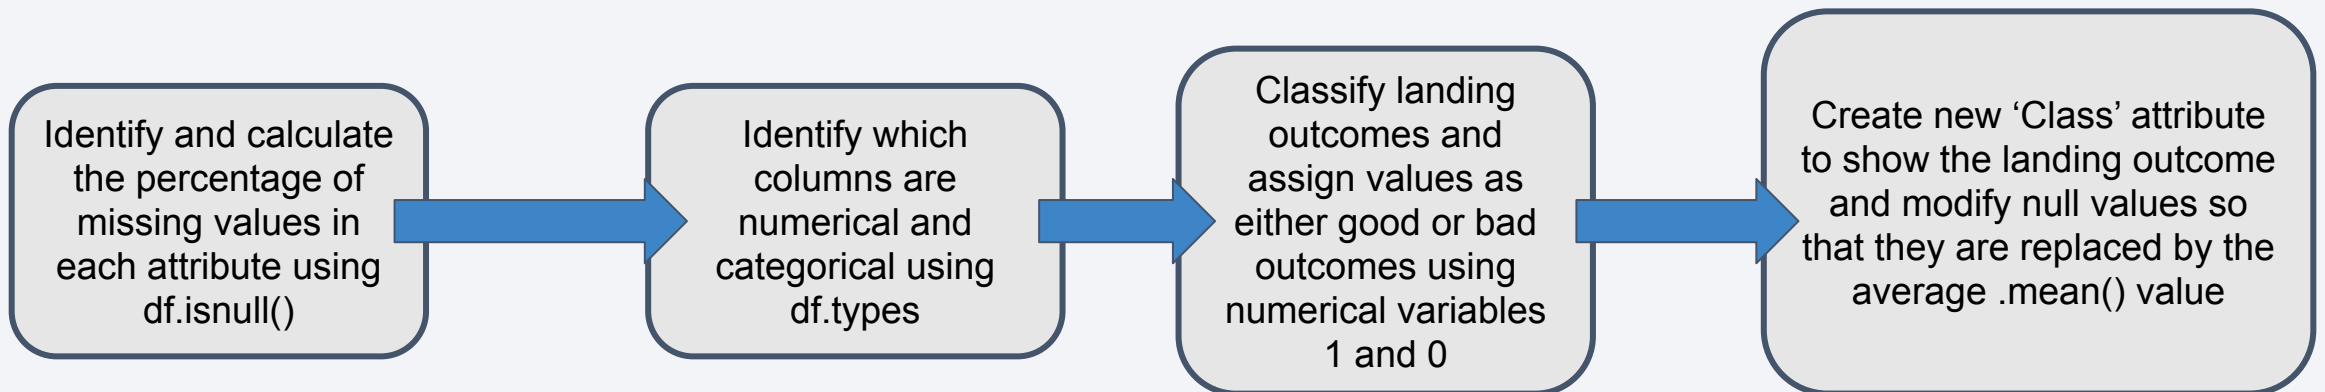 Identify and calculate
the percentage of
missing values in
each attribute using
df.isnull()
Identify which
columns are
numerical and
categorical using
df.types
Classify landing
outcomes and
assign values as
either good or bad
outcomes using
numerical variables
1 and 0
Create new ‘Class’ attribute
to show the landing outcome
and modify null values so
that they are replaced by the
average .mean() value